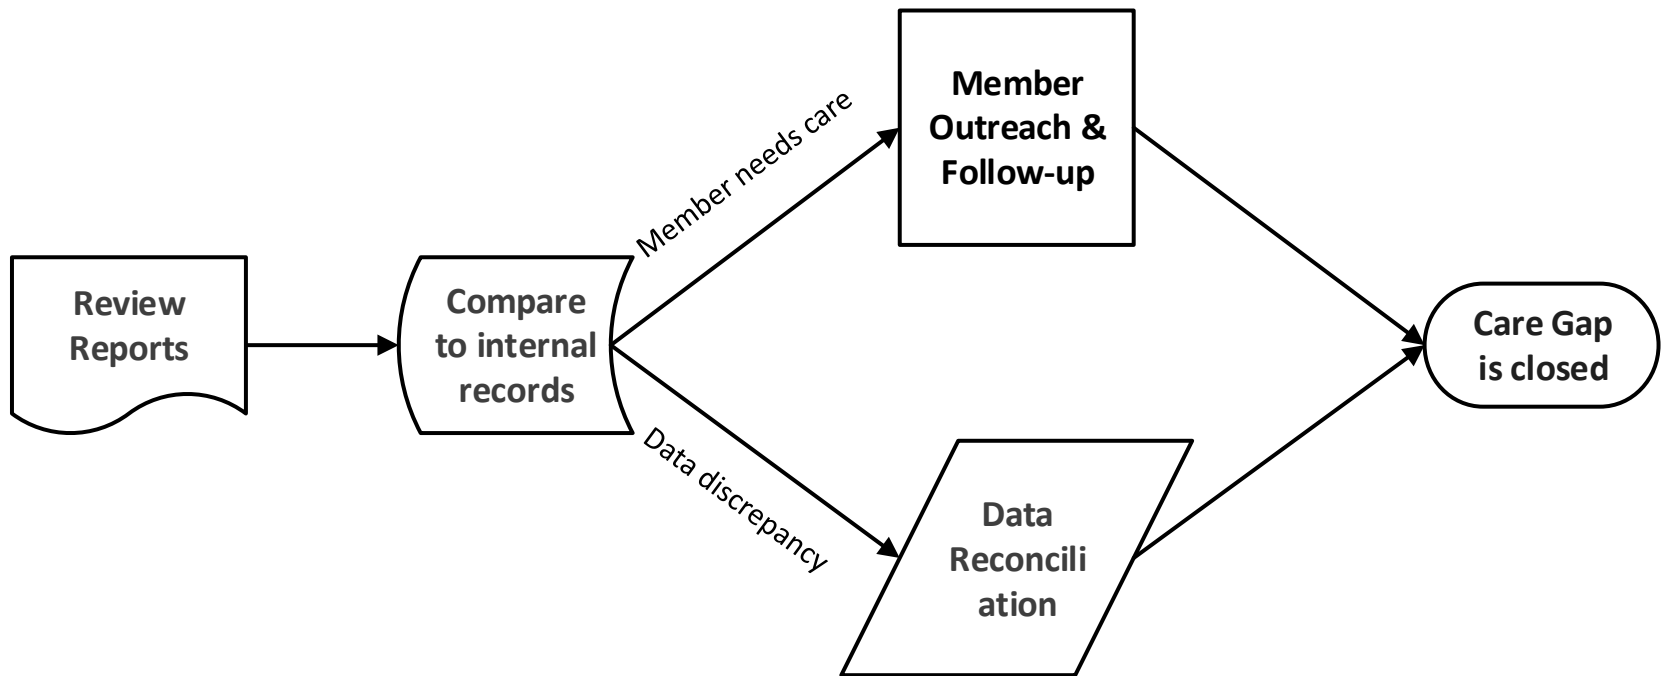 Review
Reports
Compare
to internal
records
Member needs care
Data discrepancy
Member
Outreach &
Follow-up
Data
Reconcili
ation
Care Gap
is closed